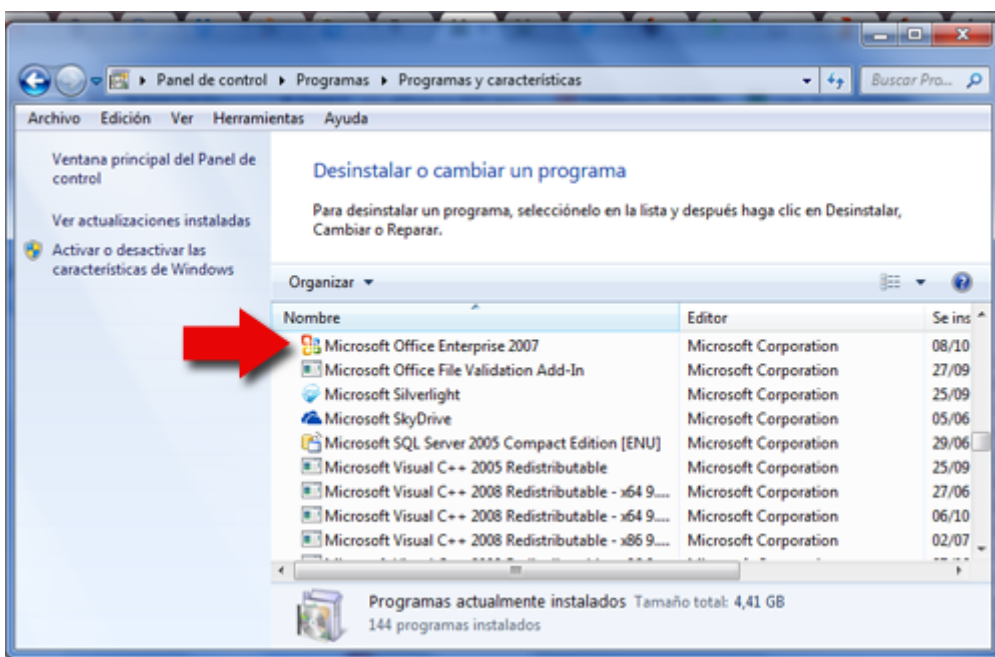 Panel de control ▸ Programas ▸ Programas y características
Buscar Pro...
Archivo Edición Ver Herramientas Ayuda
Ventana principal del Panel de control
Ver actualizaciones instaladas
Activar o desactivar las características de Windows
Desinstalar o cambiar un programa
Para desinstalar un programa, selecciónelo en la lista y después haga clic en Desinstalar,
Cambiar o Reparar.
Organizar
Nombre Editor Se ins
Microsoft Office Enterprise 2007 Microsoft Corporation 08/10
Microsoft Office File Validation Add-In Microsoft Corporation 27/09
Microsoft Silverlight Microsoft Corporation 25/09
Microsoft SkyDrive Microsoft Corporation 05/06
Microsoft SQL Server 2005 Compact Edition [ENU] Microsoft Corporation 29/06
Microsoft Visual C++ 2005 Redistributable Microsoft Corporation 25/09
Microsoft Visual C++ 2008 Redistributable - x64 9.... Microsoft Corporation 27/06
Microsoft Visual C++ 2008 Redistributable - x64 9.... Microsoft Corporation 06/10
Microsoft Visual C++ 2008 Redistributable - x86 9.... Microsoft Corporation 02/07
Programas actualmente instalados Tamaño total: 4,41 GB
144 programas instalados